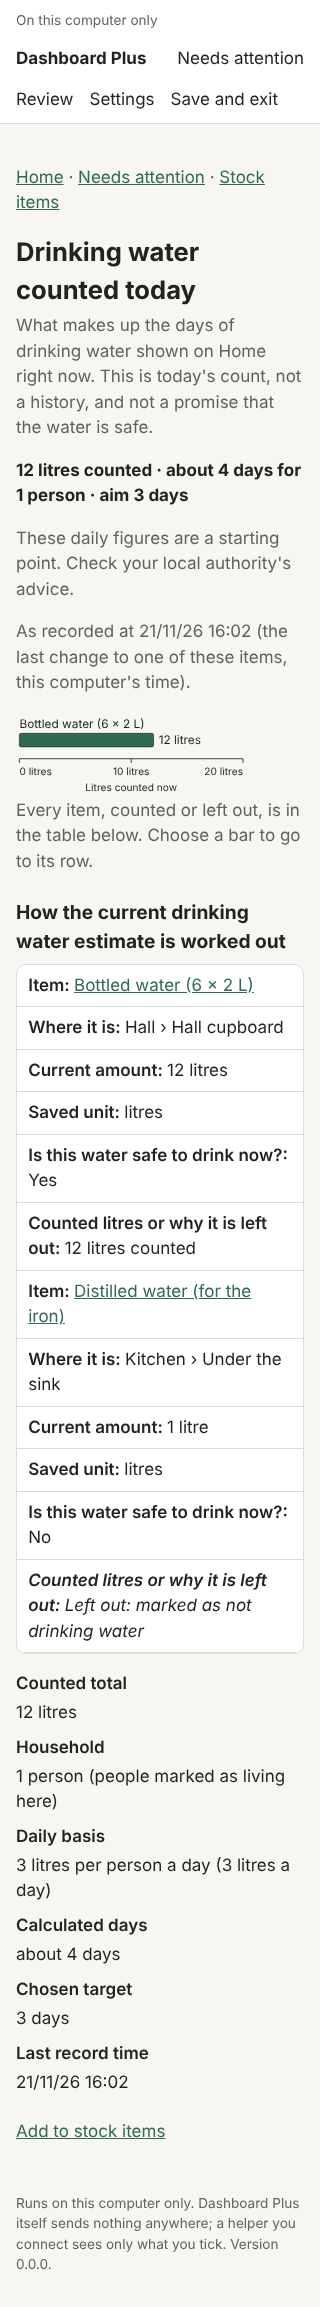 On this computer only
Dashboard Plus
Needs attention
Review
Settings
Save and exit
Home · Needs attention · Stock
items
Drinking water
counted today
What makes up the days of
drinking water shown on Home
right now. This is today's count, not
a history, and not a promise that
the water is safe.
12 litres counted · about 4 days for
1 person · aim 3 days
These daily figures are a starting
point. Check your local authority's
advice.
As recorded at 21/11/26 16:02 (the
last change to one of these items,
this computer's time).
Bottled water (6 × 2 L)
12 litres
0 litres
10 litres
20 litres
Litres counted now
Every item, counted or left out, is in
the table below. Choose a bar to go
to its row.
How the current drinking
water estimate is worked out
Item: Bottled water (6 × 2 L)
Where it is: Hall › Hall cupboard
Current amount: 12 litres
Saved unit: litres
Is this water safe to drink now?:
Yes
Counted litres or why it is left
out: 12 litres counted
Item: Distilled water (for the
iron)
Where it is: Kitchen › Under the
sink
Current amount: 1 litre
Saved unit: litres
Is this water safe to drink now?:
No
Counted litres or why it is left
out: Left out: marked as not
drinking water
Counted total
12 litres
Household
1 person (people marked as living
here)
Daily basis
3 litres per person a day (3 litres a
day)
Calculated days
about 4 days
Chosen target
3 days
Last record time
21/11/26 16:02
Add to stock items
Runs on this computer only. Dashboard Plus
itself sends nothing anywhere; a helper you
connect sees only what you tick. Version
0.0.0.